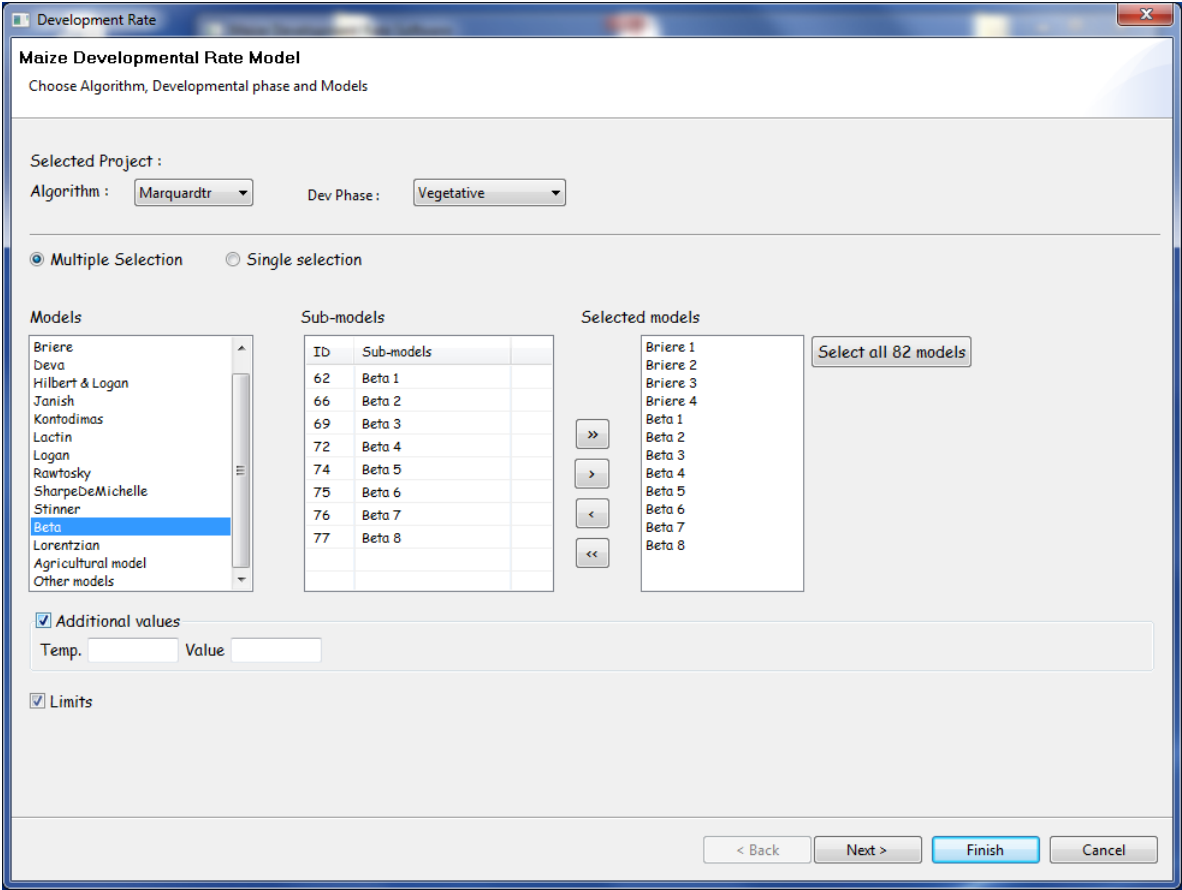 Development Rate
Maize Developmental Rate Model
Choose Algorithm, Developmental phase and Models
Selected Project :
Algorithm : Marquardtr Dev Phase : Vegetative
Multiple Selection Single selection
Models
Briere
Deva
Hilbert & Logan
Janish
Kontodimas
Lactin
Logan
Rawtosky
SharpeDeMichelle
Stinner
Beta
Lorentzian
Agricultural model
Other models
Sub-models
ID Sub-models
62 Beta 1
66 Beta 2
69 Beta 3
72 Beta 4
74 Beta 5
75 Beta 6
76 Beta 7
77 Beta 8
>>
>
<
<<
Selected models
Briere 1
Briere 2
Briere 3
Briere 4
Beta 1
Beta 2
Beta 3
Beta 4
Beta 5
Beta 6
Beta 7
Beta 8
Select all 82 models
Additional values
Temp. Value
Limits
< Back Next > Finish Cancel